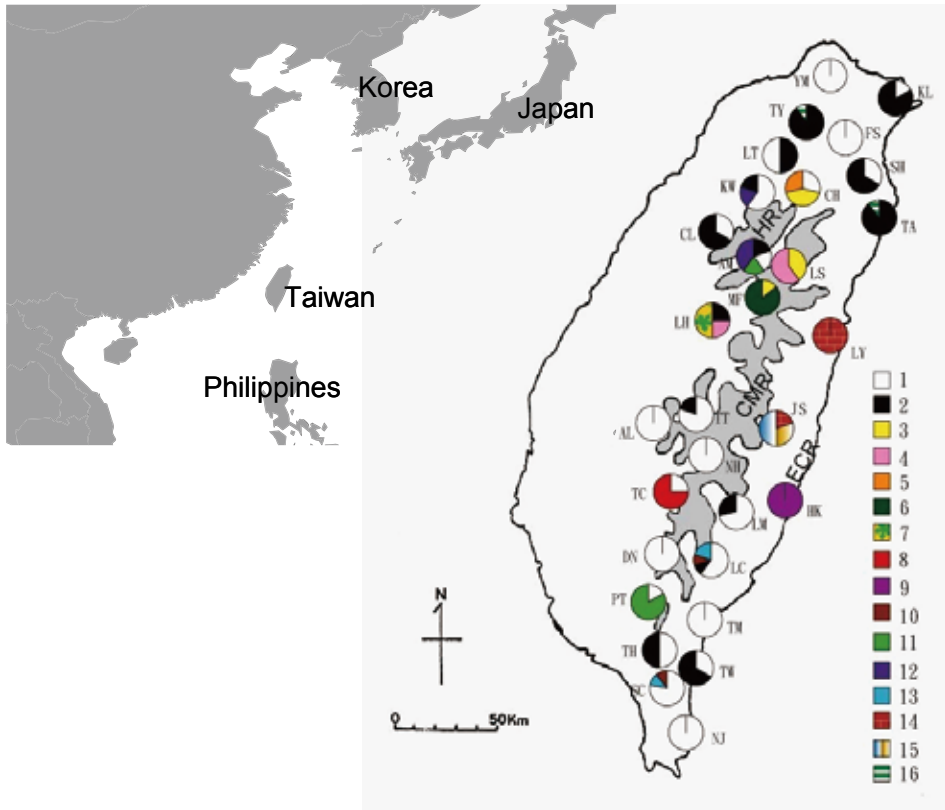 Korea
Japan
Taiwan
Philippines
YM
KL
TY
FS
LT
SH
KW
CH
TA
CL
HR
AM
LS
MF
LH
LY
CMR
TT
JS
AL
NH
ECR
TC
HK
LM
DN
LC
PT
TM
TH
TW
SC
NJ
N
0
50Km
1
2
3
4
5
6
7
8
9
10
11
12
13
14
15
16